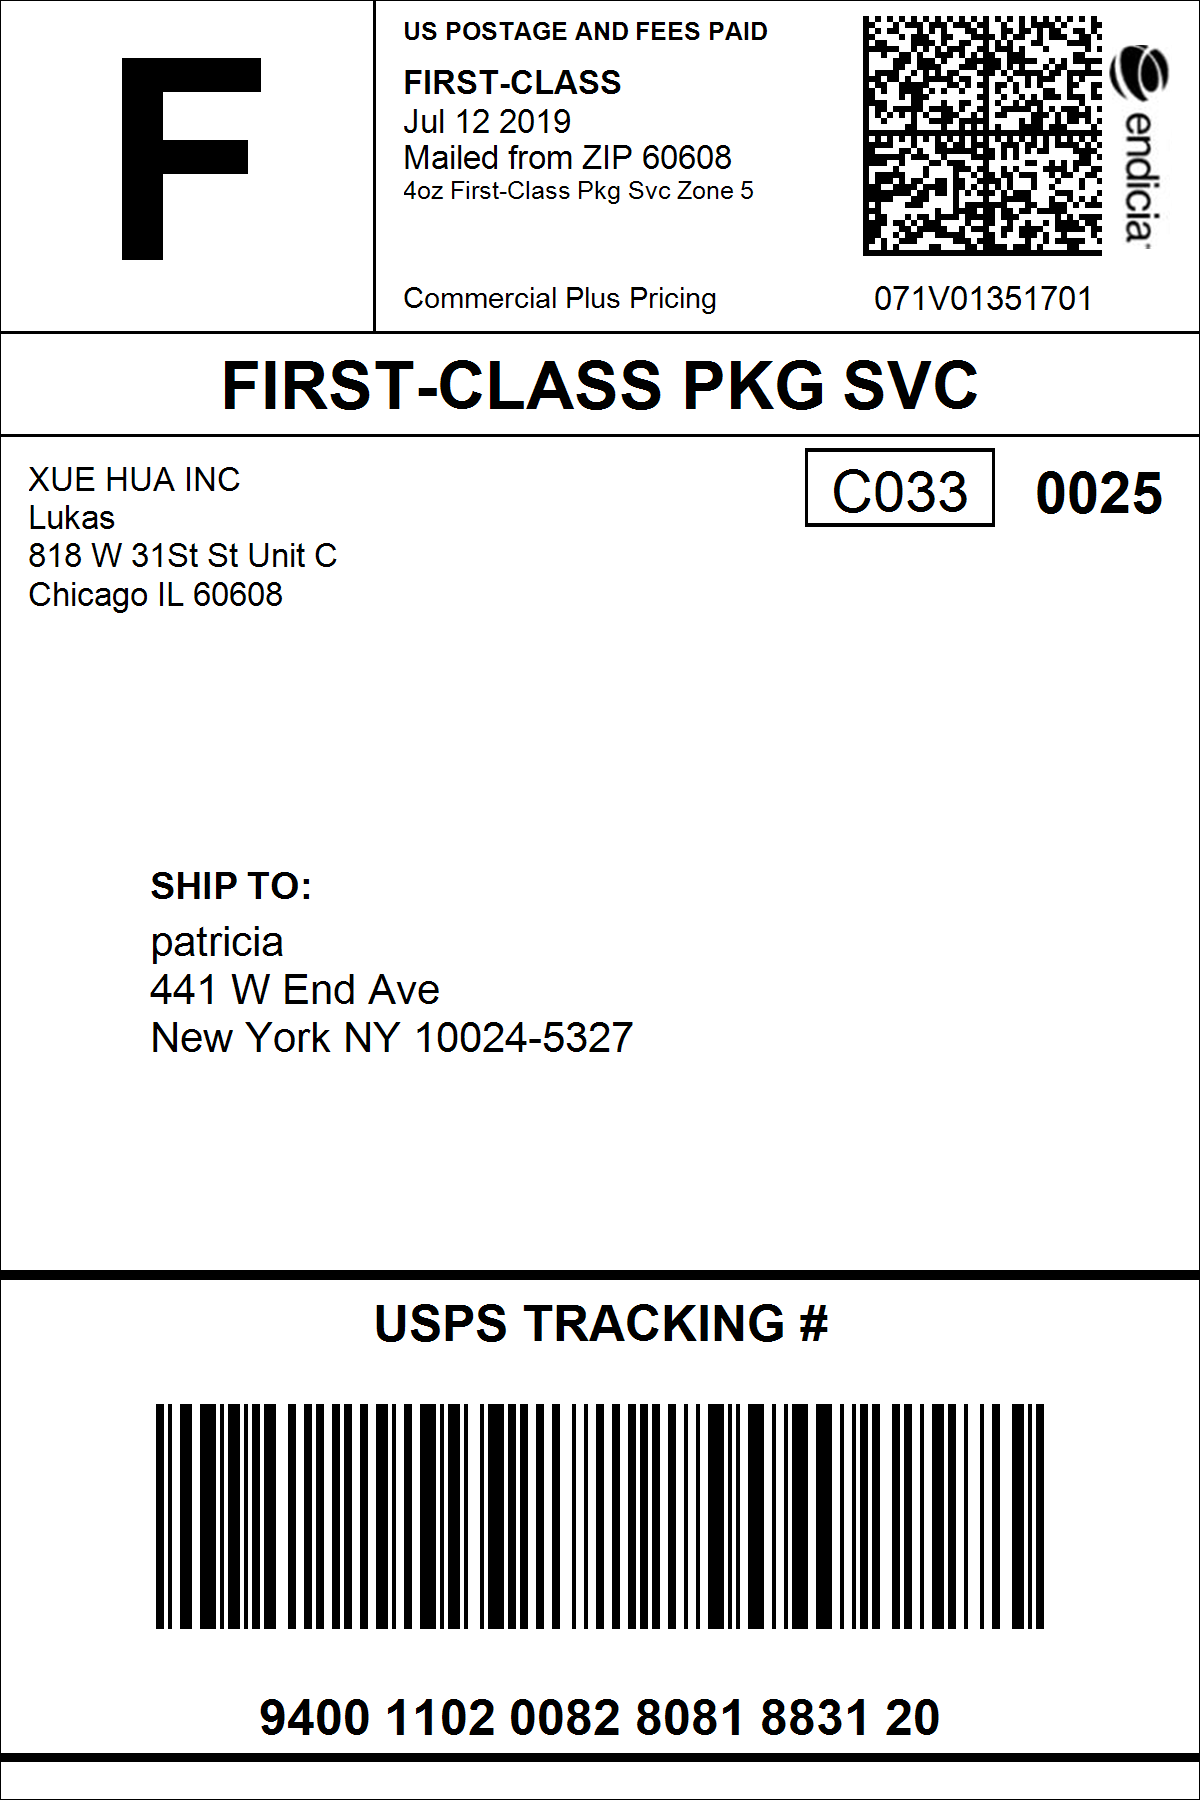 F
US POSTAGE AND FEES PAID
FIRST-CLASS
Jul 12 2019
Mailed from ZIP 60608
4oz First-Class Pkg Svc Zone 5
Commercial Plus Pricing
endicia
071V01351701
FIRST-CLASS PKG SVC
XUE HUA INC
Lukas
818 W 31St St Unit C
Chicago IL 60608
C033
0025
SHIP TO:
patricia
441 W End Ave
New York NY 10024-5327
USPS TRACKING #
9400 1102 0082 8081 8831 20